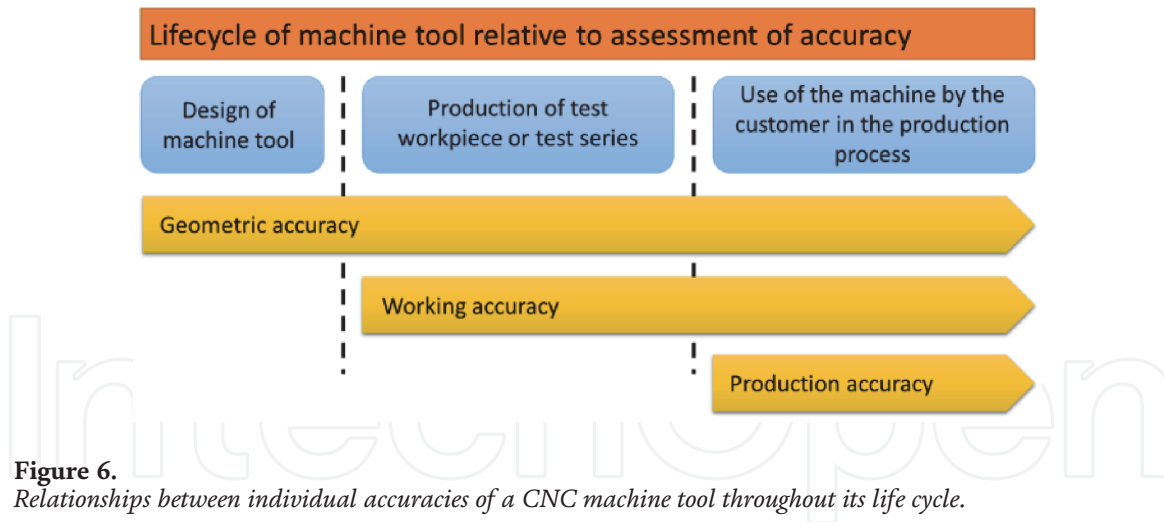 Lifecycle of machine tool relative to assessment of accuracy
Design of
machine tool
Production of test
workpiece or test series
Use of the machine by the
customer in the production
process
Geometric accuracy
Working accuracy
Production accuracy
IntechOpen
Figure 6.
Relationships between individual accuracies of a CNC machine tool throughout its life cycle.